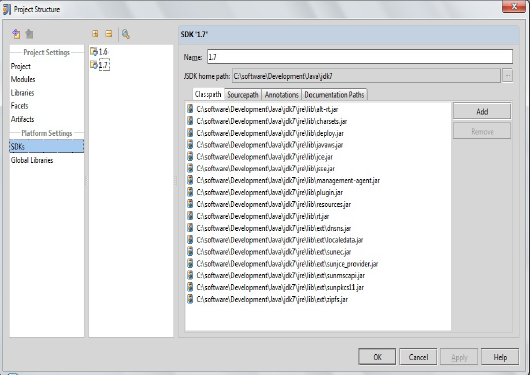 Project Structure
Project Settings
Project
Modules
Libraries
Facets
Artifacts
Platform Settings
SDKs
Global Libraries
1.6
1.7
SDK "1.7"
Name: 1.7
JSDK home path: C:\software\Development\Java\jdk7
...
Classpath Sourcepath Annotations Documentation Paths
C:\software\Development\Java\jdk7\jre\lib\alt-rt.jar
C:\software\Development\Java\jdk7\jre\lib\charsets.jar
C:\software\Development\Java\jdk7\jre\lib\deploy.jar
C:\software\Development\Java\jdk7\jre\lib\javaws.jar
C:\software\Development\Java\jdk7\jre\lib\jce.jar
C:\software\Development\Java\jdk7\jre\lib\jsse.jar
C:\software\Development\Java\jdk7\jre\lib\management-agent.jar
C:\software\Development\Java\jdk7\jre\lib\plugin.jar
C:\software\Development\Java\jdk7\jre\lib\resources.jar
C:\software\Development\Java\jdk7\jre\lib\rt.jar
C:\software\Development\Java\jdk7\jre\lib\ext\dnsns.jar
C:\software\Development\Java\jdk7\jre\lib\ext\localedata.jar
C:\software\Development\Java\jdk7\jre\lib\ext\sunec.jar
C:\software\Development\Java\jdk7\jre\lib\ext\sunjce_provider.jar
C:\software\Development\Java\jdk7\jre\lib\ext\sunmscapi.jar
C:\software\Development\Java\jdk7\jre\lib\ext\sunpkcs11.jar
C:\software\Development\Java\jdk7\jre\lib\ext\zipfs.jar
Add
Remove
OK Cancel Apply Help